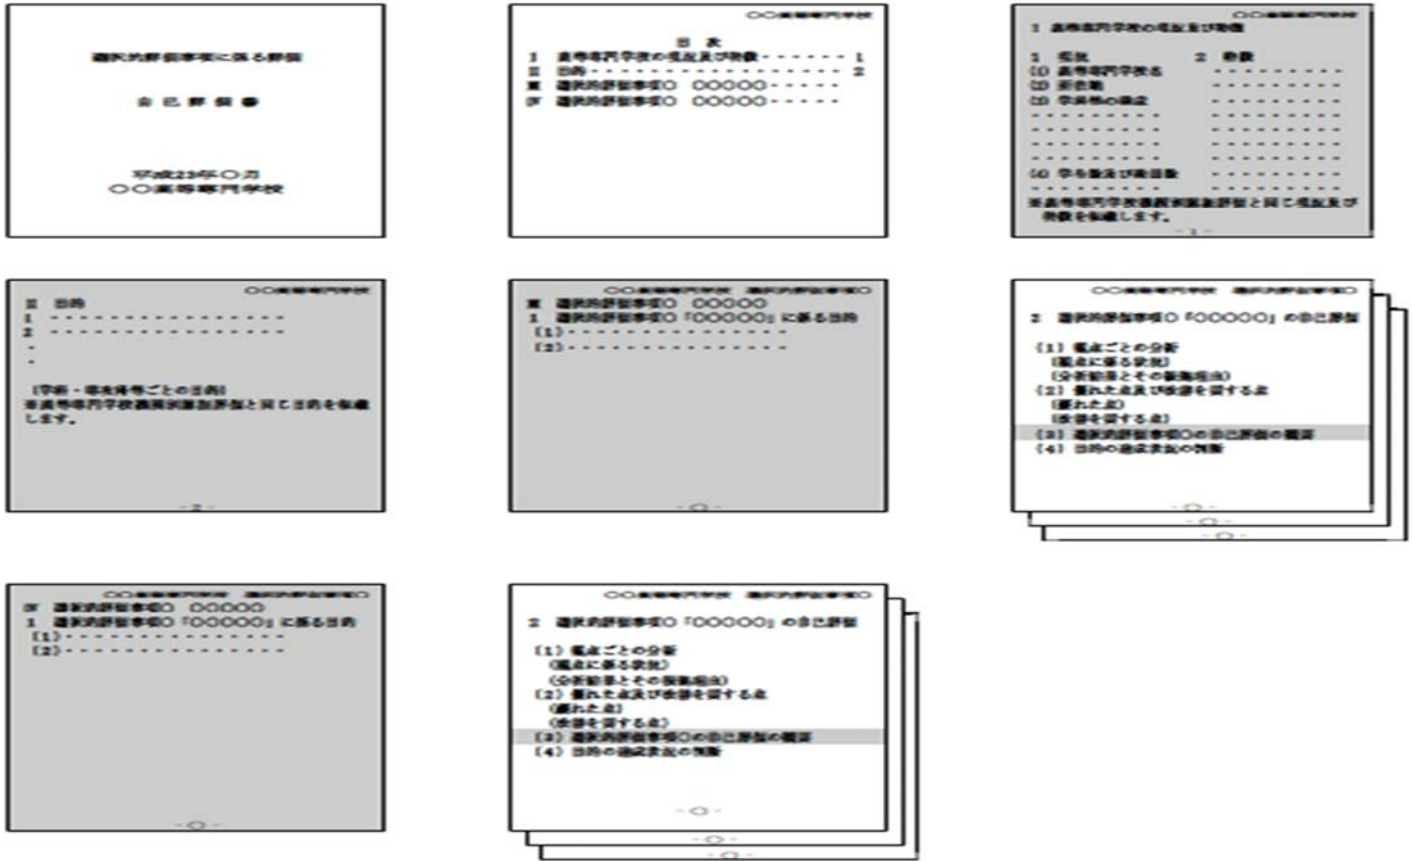 選択的評価事項に係る評価
自己評価書
平成23年○月
○○高等専門学校
○○高等専門学校
目 次
Ⅰ 高等専門学校の現況及び特徴 ・・・・・・ 1
Ⅱ 目的 ・・・・・・・・・・・・・・・・・・ 2
Ⅲ 選択的評価事項○ ○○○○○ ・・・・・
Ⅳ 選択的評価事項○ ○○○○○ ・・・・・
○○高等専門学校
Ⅰ 高等専門学校の現況及び特徴
1 現況 2 特徴
(1) 高等専門学校名 ・・・・・・・・・
(2) 所在地 ・・・・・・・・・
(3) 学科等の構成 ・・・・・・・・・
・・・・・・・・・ ・・・・・・・・・
・・・・・・・・・ ・・・・・・・・・
・・・・・・・・・ ・・・・・・・・・
・・・・・・・・・ ・・・・・・・・・
(4) 学生数及び教員数 ・・・・・・・・・
・・・・・・・・・ ・・・・・・・・・
※高等専門学校機関別認証評価と同じ現況及び
特徴を転載します。
- 1 -
○○高等専門学校
Ⅱ 目的
1 ・・・・・・・・・・・・・・・・
2 ・・・・・・・・・・・・・・・・
・
・
(学科・専攻科等ごとの目的)
※高等専門学校機関別認証評価と同じ目的を転載
します。
- 2 -
○○高等専門学校 選択的評価事項○
Ⅲ 選択的評価事項○ ○○○○○
1 選択的評価事項○「○○○○○」に係る目的
(1)・・・・・・・・・・・・・・・
(2)・・・・・・・・・・・・・・・
- ○ -
○○高等専門学校 選択的評価事項○
2 選択的評価事項○「○○○○○」の自己評価
(1) 観点ごとの分析
(観点に係る状況)
(分析結果とその根拠理由)
(2) 優れた点及び改善を要する点
(優れた点)
(改善を要する点)
(3) 選択的評価事項○の自己評価の概要
(4) 目的の達成状況の判断
- ○ -
- ○ -
- ○ -
○○高等専門学校 選択的評価事項○
Ⅳ 選択的評価事項○ ○○○○○
1 選択的評価事項○「○○○○○」に係る目的
(1)・・・・・・・・・・・・・・・
(2)・・・・・・・・・・・・・・・
- ○ -
○○高等専門学校 選択的評価事項○
2 選択的評価事項○「○○○○○」の自己評価
(1) 観点ごとの分析
(観点に係る状況)
(分析結果とその根拠理由)
(2) 優れた点及び改善を要する点
(優れた点)
(改善を要する点)
(3) 選択的評価事項○の自己評価の概要
(4) 目的の達成状況の判断
- ○ -
- ○ -
- ○ -